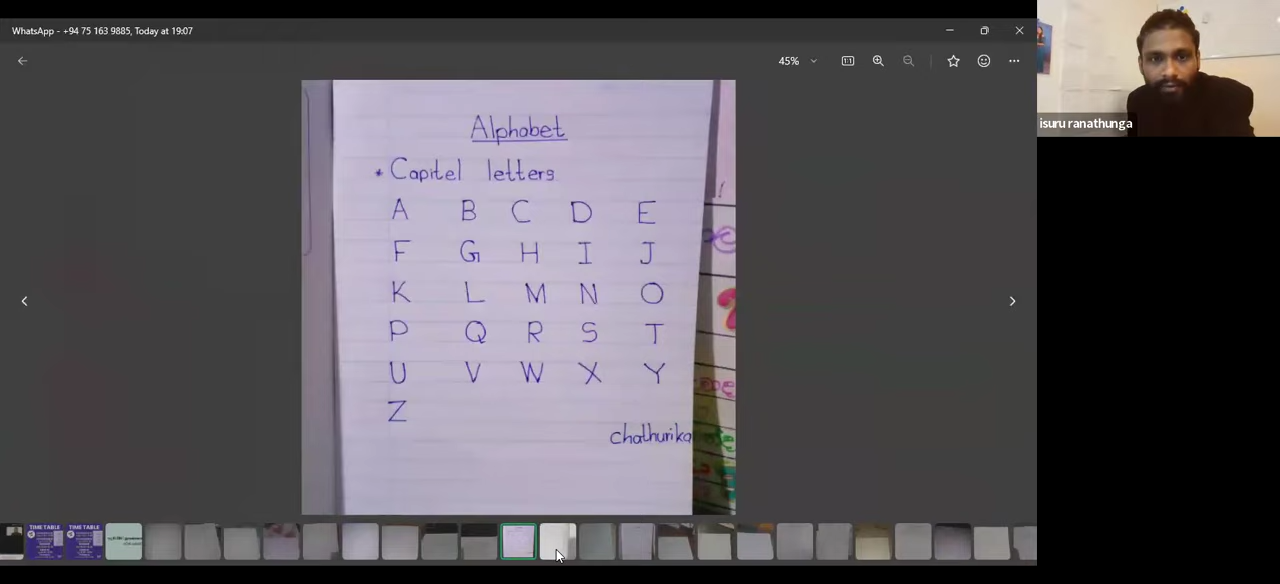 WhatsApp - +94 75 163 9885, Today at 19:07
45%
isuru ranathunga
Alphabet
* Capitel letters
A B C D E
F G H I J
K L M N O
P Q R S T
U V W X Y
Z
chathurika
TIME TABLE
TIME TABLE